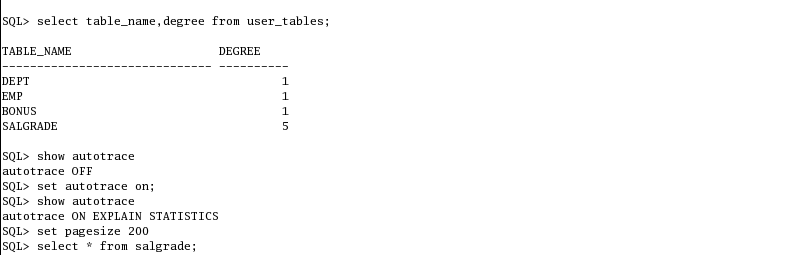 SQL> select table_name,degree from user_tables;
TABLE_NAME                     DEGREE
------------------------------ ----------
DEPT                                    1
EMP                                     1
BONUS                                   1
SALGRADE                                5
SQL> show autotrace
autotrace OFF
SQL> set autotrace on;
SQL> show autotrace
autotrace ON EXPLAIN STATISTICS
SQL> set pagesize 200
SQL> select * from salgrade;